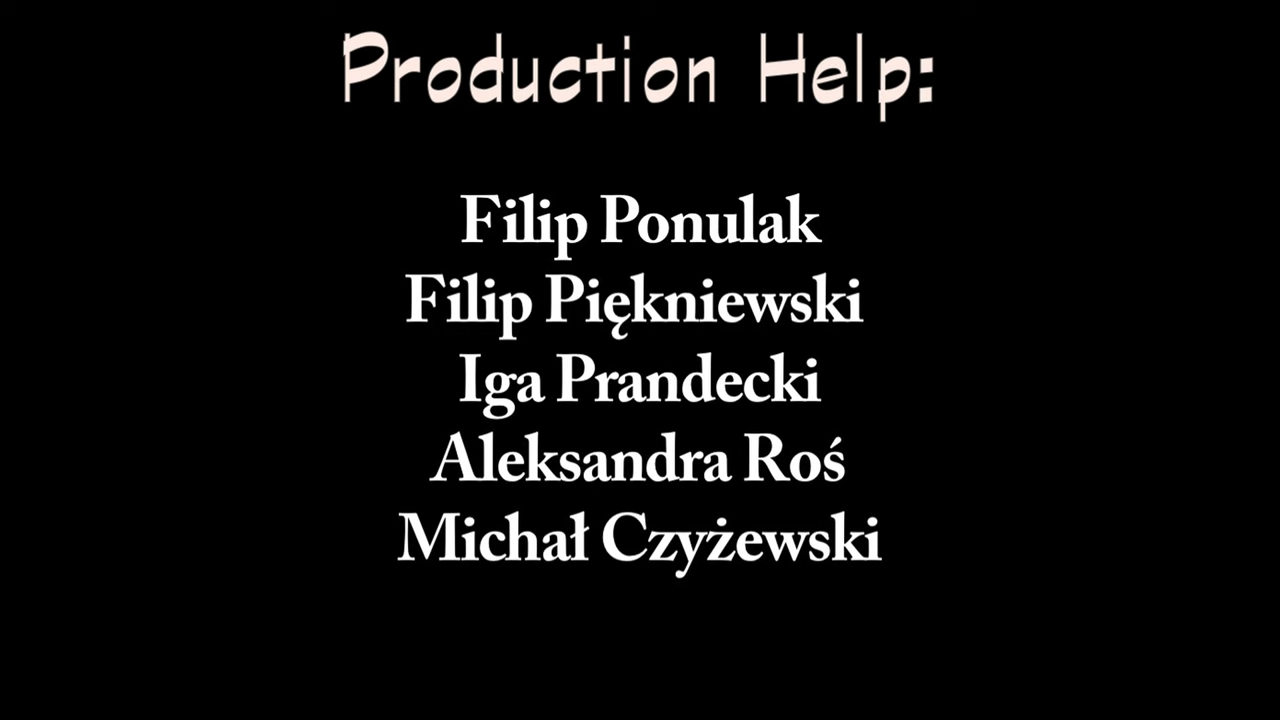 Production Help:
Filip Ponulak
Filip Piękniewski
Iga Prandecki
Aleksandra Roś
Michał Czyżewski